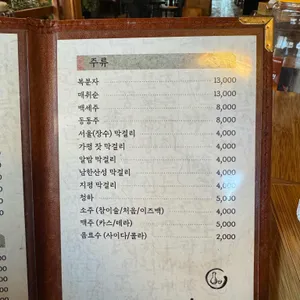 주류
복분자 13,000
매취순 13,000
백세주 8,000
동동주 8,000
서울(장수) 막걸리 4,000
가평 잣 막걸리 4,000
알밤 막걸리 4,000
남한산성 막걸리 4,000
지평 막걸리 4,000
청하 5,000
소주 (참이슬/처음/이즈백) 4,000
맥주 (카스/테라) 5,000
음료수 (사이다/콜라) 2,000